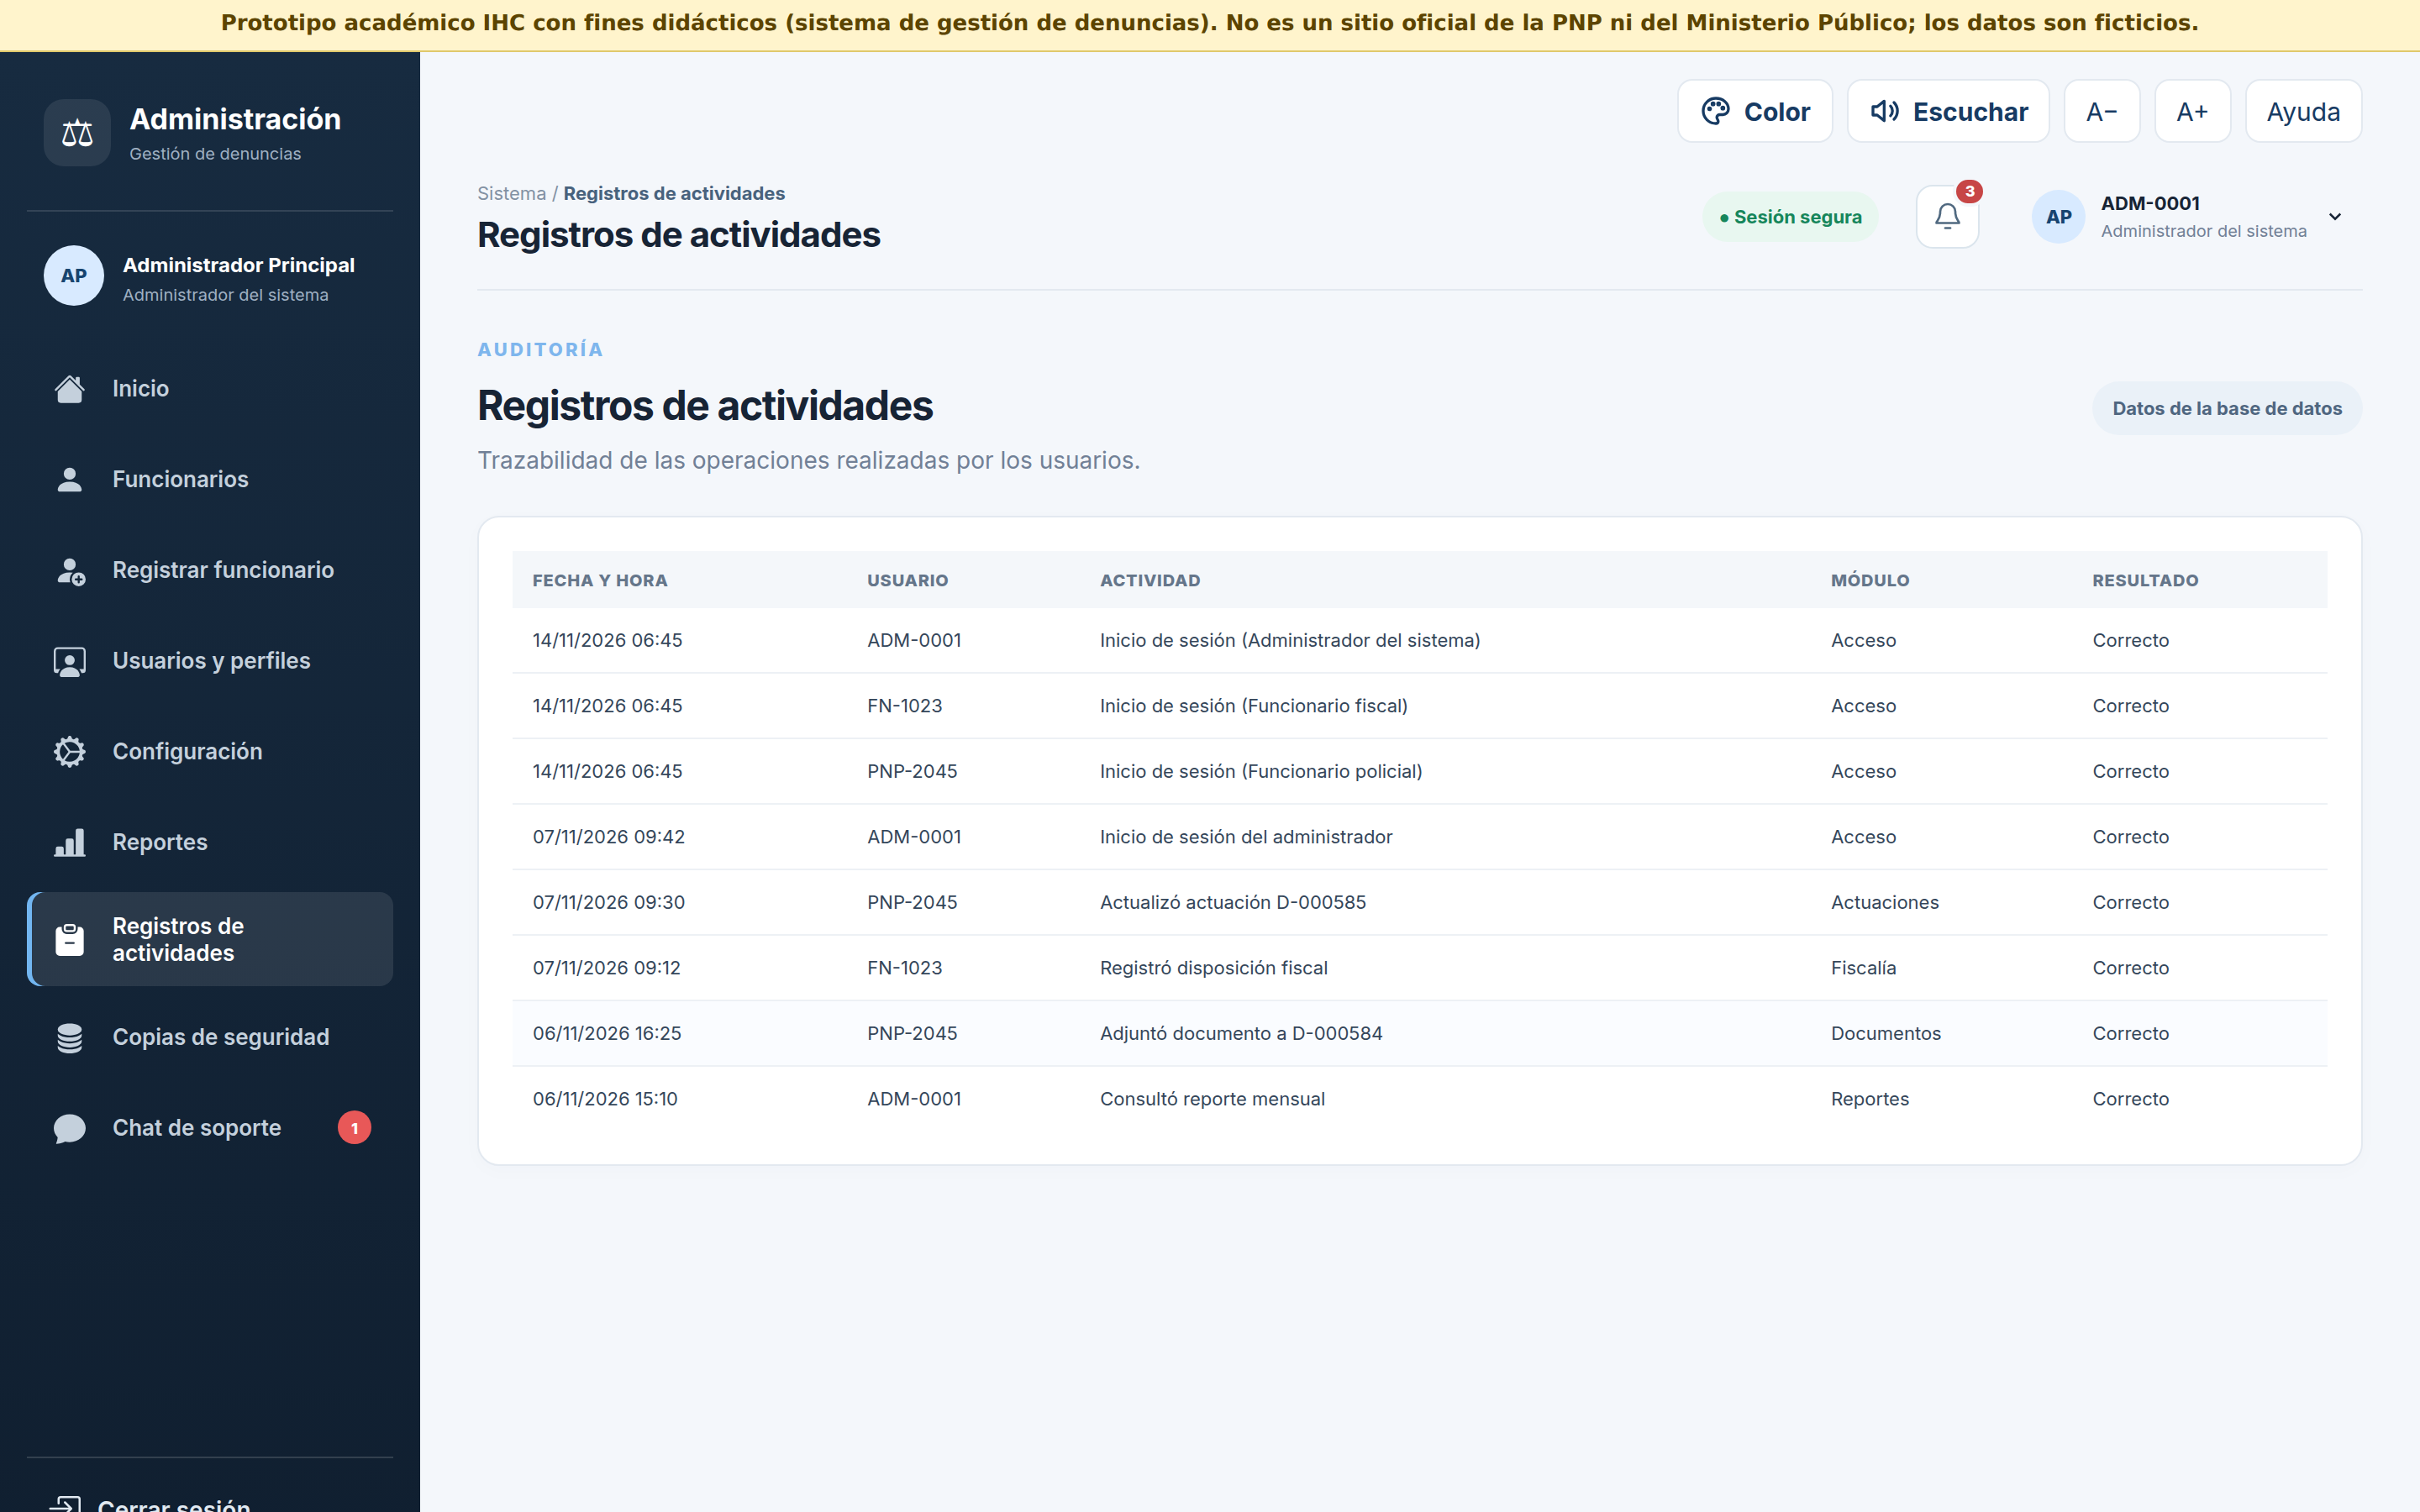 Prototipo académico IHC con fines didácticos (sistema de gestión de denuncias). No es un sitio oficial de la PNP ni del Ministerio Público; los datos son ficticios.
Administración
Gestión de denuncias
AP
Administrador Principal
Administrador del sistema
Inicio
Funcionarios
Registrar funcionario
Usuarios y perfiles
Configuración
Reportes
Registros de
actividades
Copias de seguridad
Chat de soporte 1
Cerrar sesión
Color Escuchar A− A+ Ayuda
Sistema / Registros de actividades
Registros de actividades
Sesión segura
3
AP
ADM-0001
Administrador del sistema
AUDITORÍA
Registros de actividades
Trazabilidad de las operaciones realizadas por los usuarios.
Datos de la base de datos
FECHA Y HORA USUARIO ACTIVIDAD MÓDULO RESULTADO
14/11/2026 06:45 ADM-0001 Inicio de sesión (Administrador del sistema) Acceso Correcto
14/11/2026 06:45 FN-1023 Inicio de sesión (Funcionario fiscal) Acceso Correcto
14/11/2026 06:45 PNP-2045 Inicio de sesión (Funcionario policial) Acceso Correcto
07/11/2026 09:42 ADM-0001 Inicio de sesión del administrador Acceso Correcto
07/11/2026 09:30 PNP-2045 Actualizó actuación D-000585 Actuaciones Correcto
07/11/2026 09:12 FN-1023 Registró disposición fiscal Fiscalía Correcto
06/11/2026 16:25 PNP-2045 Adjuntó documento a D-000584 Documentos Correcto
06/11/2026 15:10 ADM-0001 Consultó reporte mensual Reportes Correcto